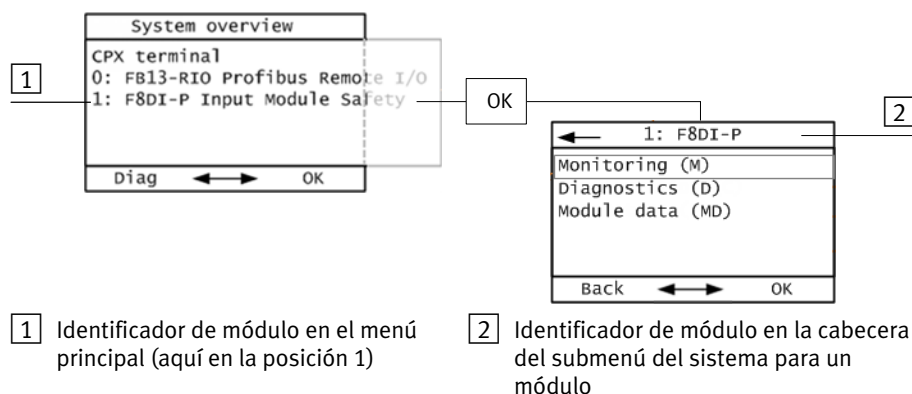 System overview
CPX terminal
0: FB13-RIO Profibus Remote I/O
1: F8DI-P Input Module Safety
Diag OK
1
OK
2
1: F8DI-P
Monitoring (M)
Diagnostics (D)
Module data (MD)
Back OK
1 Identificador de módulo en el menú
principal (aquí en la posición 1)
2 Identificador de módulo en la cabecera
del submenú del sistema para un
módulo